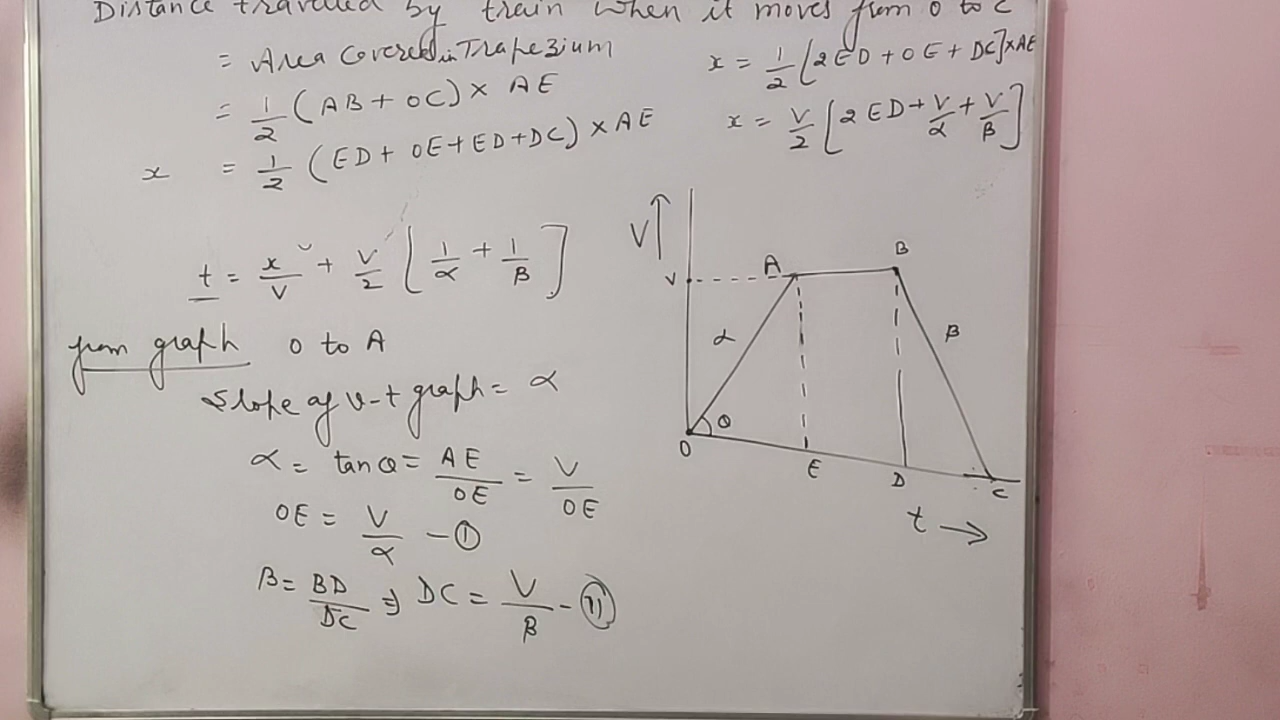 Distance travelled by train when it moves from O to C
= Area Covered in Trapezium
= 1/2 (AB + OC) × AE
x = 1/2 (ED + OE + ED + DC) × AE
x = 1/2 [2ED + OE + DC] × AE
x = V/2 [2ED + V/α + V/β]
t = x/V + V/2 [1/α + 1/β]
from graph O to A
Slope of v-t graph = α
α = tan θ = AE/OE = V/OE
OE = V/α - ①
β = BD/DC ⇒ DC = V/β - ⑪
V ↑
A
B
V
α
β
θ
O
E
D
C
t →